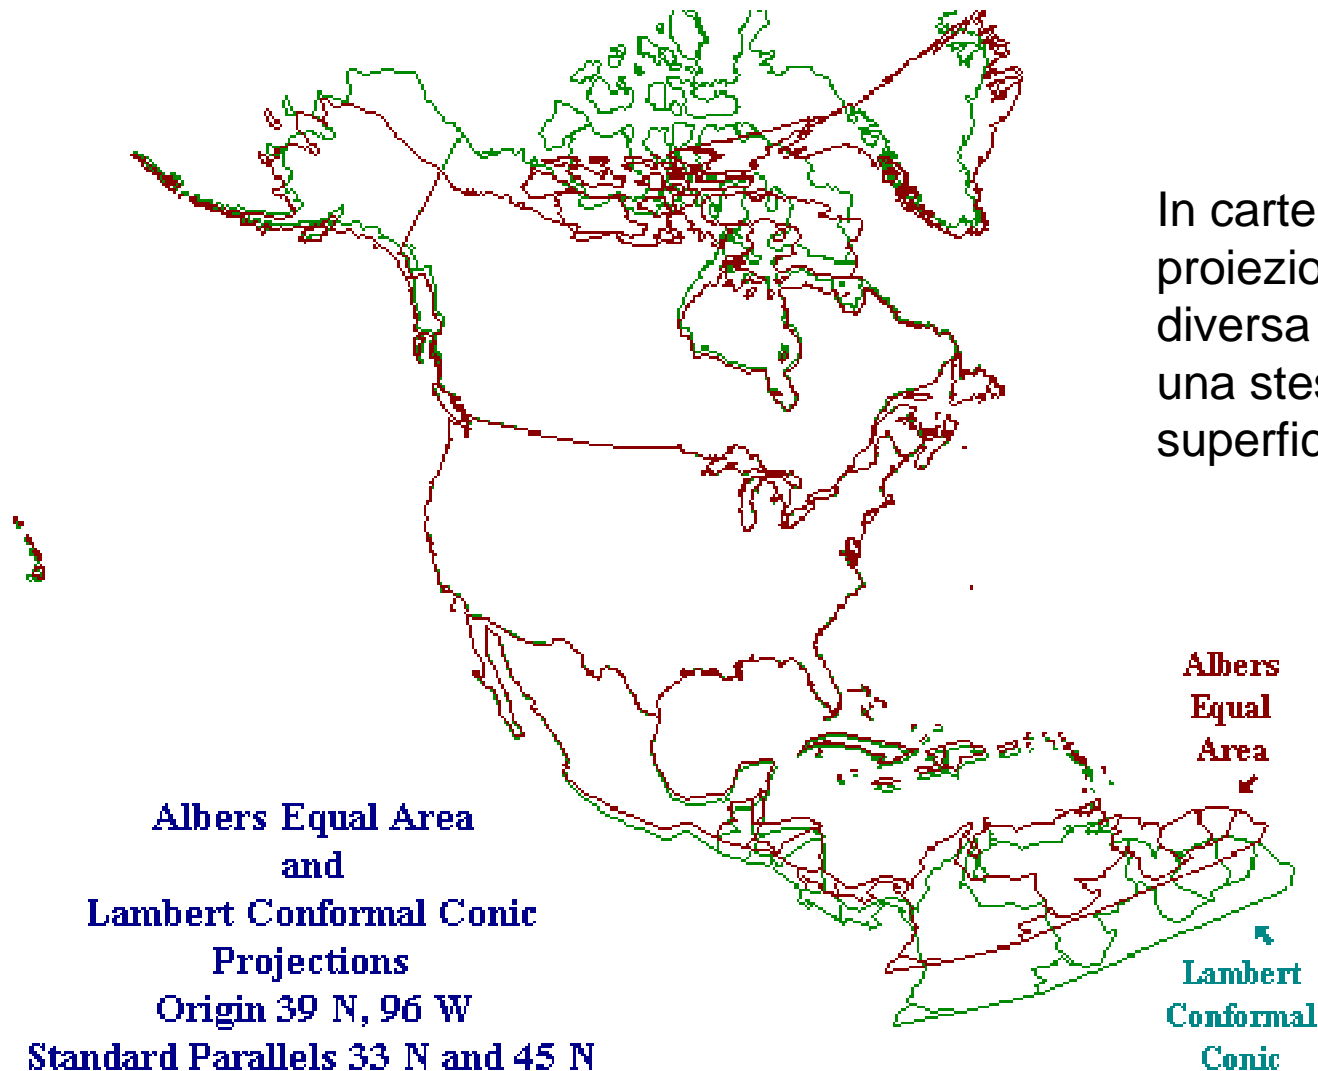 In carte
proiezio
diversa
una stes
superfic
Albers
Equal
Area
Albers Equal Area
and
Lambert Conformal Conic
Projections
Origin 39 N, 96 W
Standard Parallels 33 N and 45 N
Lambert
Conformal
Conic